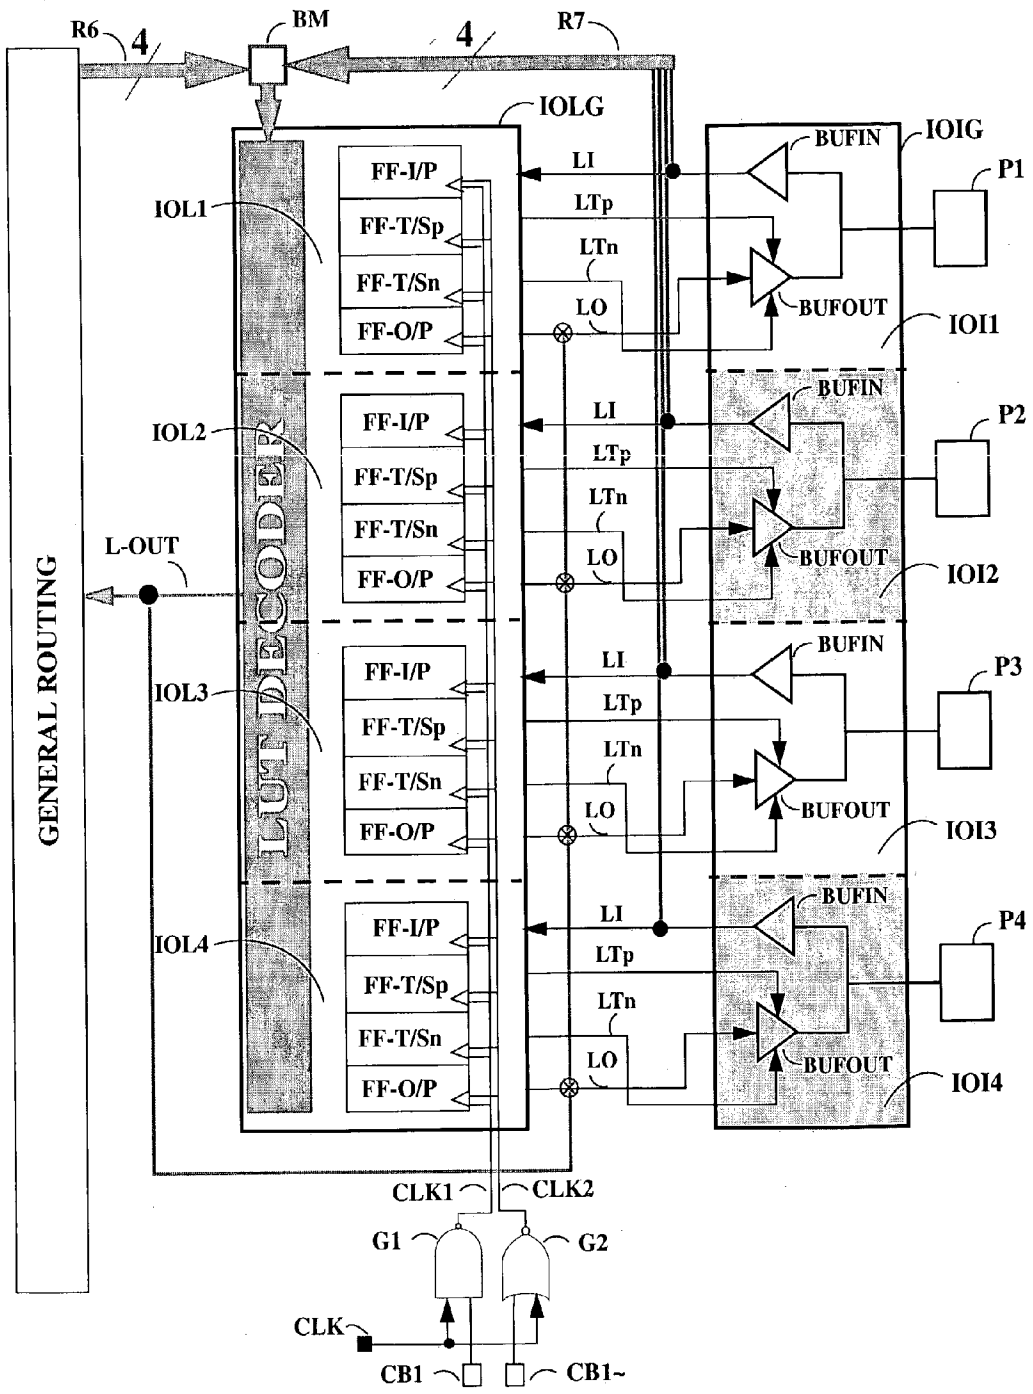 R6
4
BM
4
R7
IOLG
IOIG
BUFIN
P1
LI
FF-I/P
LTp
IOL1
FF-T/Sp
LTn
FF-T/Sn
LO
BUFOUT
FF-O/P
IOI1
BUFIN
P2
LI
FF-I/P
IOL2
LTp
FF-T/Sp
LTn
FF-T/Sn
L-OUT
LO
BUFOUT
FF-O/P
IOI2
GENERAL ROUTING
LUT DECODER
BUFIN
P3
LI
FF-I/P
IOL3
LTp
FF-T/Sp
LTn
FF-T/Sn
LO
BUFOUT
FF-O/P
IOI3
BUFIN
P4
LI
FF-I/P
IOL4
LTp
FF-T/Sp
LTn
FF-T/Sn
LO
BUFOUT
FF-O/P
IOI4
CLK1
CLK2
G1
G2
CLK
CB1
CB1~